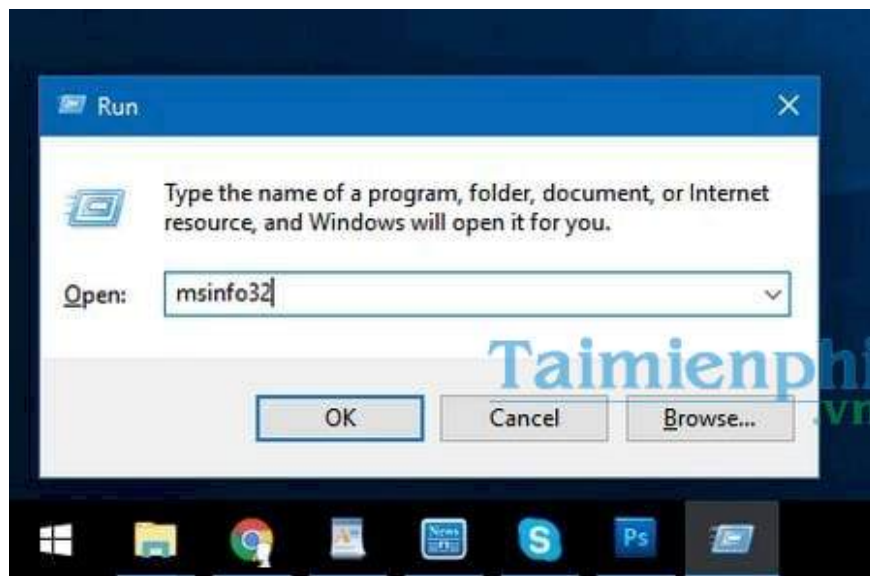 Run
Type the name of a program, folder, document, or Internet
resource, and Windows will open it for you.
Open: msinfo32
Taimienphi
.vn
OK Cancel Browse...
News
S Ps